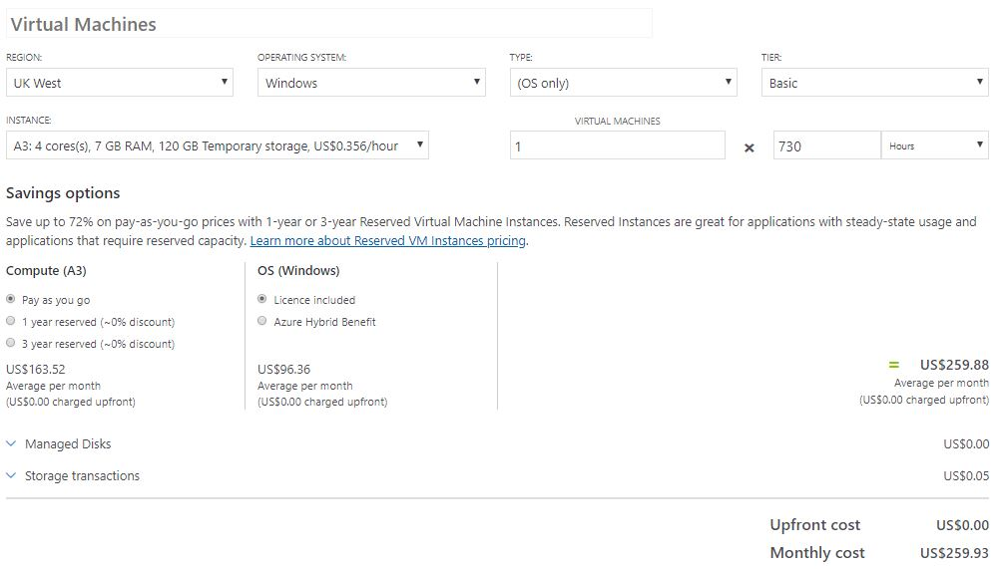 Virtual Machines
REGION: OPERATING SYSTEM: TYPE: TIER:
UK West Windows (OS only) Basic
INSTANCE: VIRTUAL MACHINES
A3: 4 cores(s), 7 GB RAM, 120 GB Temporary storage, US$0.356/hour 1 × 730 Hours
Savings options
Save up to 72% on pay-as-you-go prices with 1-year or 3-year Reserved Virtual Machine Instances. Reserved Instances are great for applications with steady-state usage and
applications that require reserved capacity. Learn more about Reserved VM Instances pricing.
Compute (A3) OS (Windows)
Pay as you go Licence included
1 year reserved (~0% discount) Azure Hybrid Benefit
3 year reserved (~0% discount)
US$163.52 US$96.36 = US$259.88
Average per month Average per month Average per month
(US$0.00 charged upfront) (US$0.00 charged upfront) (US$0.00 charged upfront)
Managed Disks US$0.00
Storage transactions US$0.05
Upfront cost US$0.00
Monthly cost US$259.93